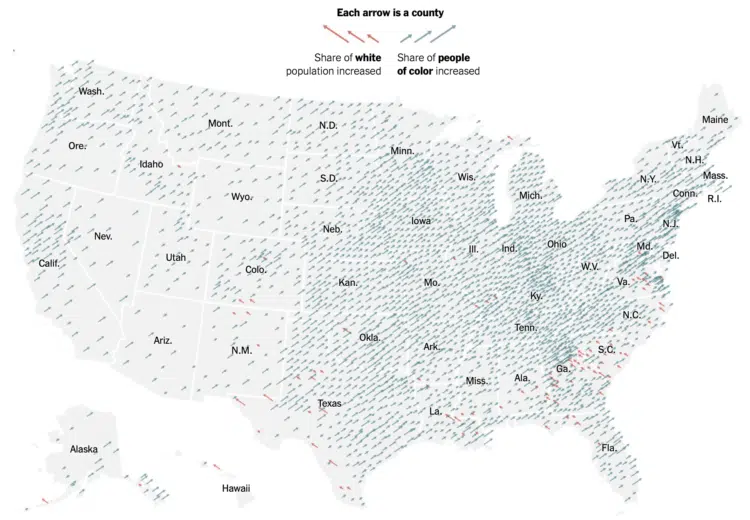 Each arrow is a county
Share of white
population increased
Share of people
of color increased
Wash.
Mont.
N.D.
Minn.
Maine
Vt.
N.H.
Ore.
Idaho
S.D.
Wis.
Mich.
N.Y.
Mass.
Conn.
R.I.
Wyo.
Neb.
Iowa
Pa.
N.J.
Nev.
Utah
Colo.
Ill.
Ind.
Ohio
Md.
Del.
Calif.
Kan.
Mo.
W.V.
Va.
Ky.
N.C.
Ariz.
N.M.
Okla.
Ark.
Tenn.
S.C.
Texas
La.
Miss.
Ala.
Ga.
Fla.
Alaska
Hawaii